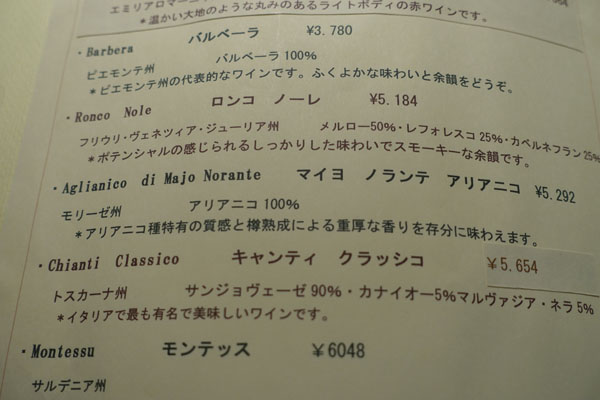 エミリアロマーニ
*温かい大地のような丸みのあるライトボディの赤ワインです。
・Barbera バルベーラ ¥3.780
ピエモンテ州 バルベーラ 100%
*ピエモンテ州の代表的なワインです。ふくよかな味わいと余韻をどうぞ。
・Ronco Nole ロンコ ノーレ ¥5.184
フリウリ・ヴェネツィア・ジューリア州 メルロー50%・レフォレスコ 25%・カベルネフラン 25%
*ポテンシャルの感じられるしっかりした味わいでスモーキーな余韻です。
・Aglianico di Majo Norante マイヨ ノランテ アリアニコ ¥5.292
モリーゼ州 アリアニコ 100%
*アリアニコ種特有の質感と樽熟成による重厚な香りを存分に味わえます。
・Chianti Classico キャンティ クラッシコ ¥5.654
トスカーナ州 サンジョヴェーゼ 90%・カナイオー5%マルヴァジア・ネラ 5%
*イタリアで最も有名で美味しいワインです。
・Montessu モンテッス ¥6048
サルデニア州